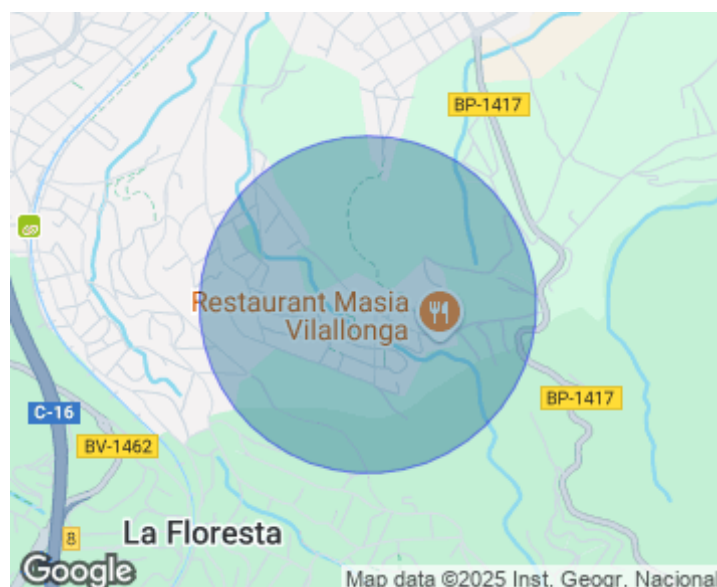 BP-1417
Restaurant Masia
Vilallonga
BP-1417
C-16
BV-1462
8
La Floresta
Google
Map data ©2025 Inst. Geogr. Nacional